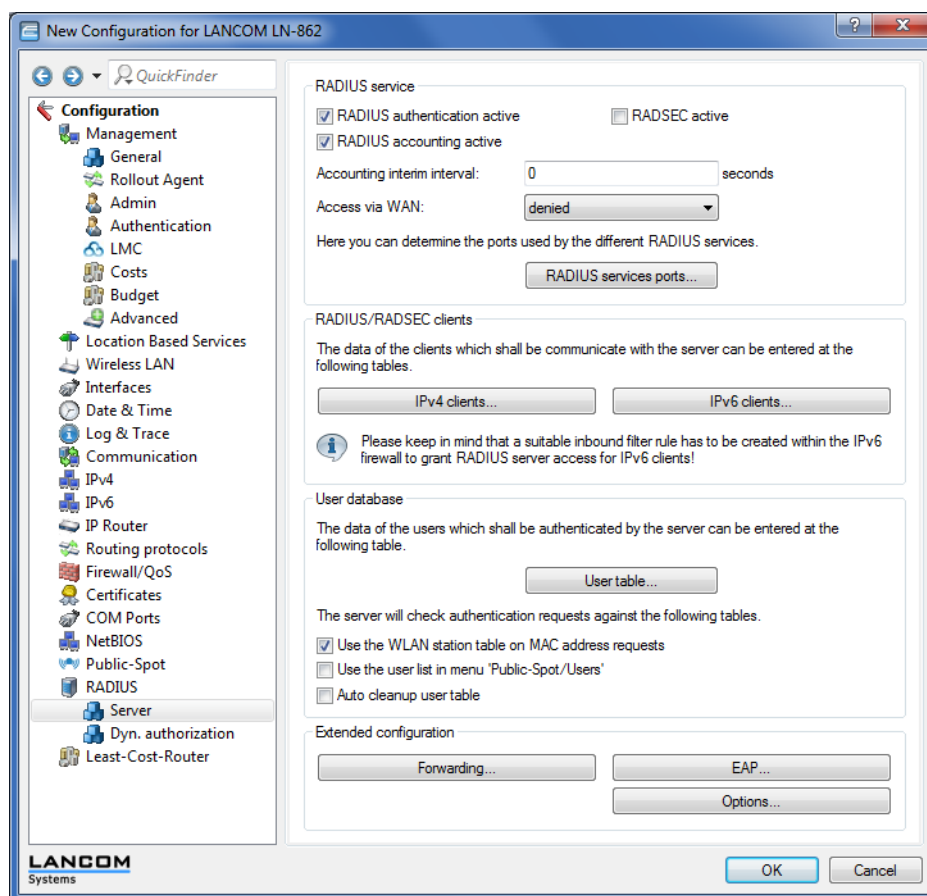 New Configuration for LANCOM LN-862
QuickFinder
Configuration
Management
General
Rollout Agent
Admin
Authentication
LMC
Costs
Budget
Advanced
Location Based Services
Wireless LAN
Interfaces
Date & Time
Log & Trace
Communication
IPv4
IPv6
IP Router
Routing protocols
Firewall/QoS
Certificates
COM Ports
NetBIOS
Public-Spot
RADIUS
Server
Dyn. authorization
Least-Cost-Router
RADIUS service
RADIUS authentication active RADSEC active
RADIUS accounting active
Accounting interim interval: 0 seconds
Access via WAN: denied
Here you can determine the ports used by the different RADIUS services.
RADIUS services ports...
RADIUS/RADSEC clients
The data of the clients which shall be communicate with the server can be entered at the
following tables.
IPv4 clients... IPv6 clients...
Please keep in mind that a suitable inbound filter rule has to be created within the IPv6
firewall to grant RADIUS server access for IPv6 clients!
User database
The data of the users which shall be authenticated by the server can be entered at the
following table.
User table...
The server will check authentication requests against the following tables.
Use the WLAN station table on MAC address requests
Use the user list in menu 'Public-Spot/Users'
Auto cleanup user table
Extended configuration
Forwarding... EAP...
Options...
LANCOM
Systems
OK Cancel